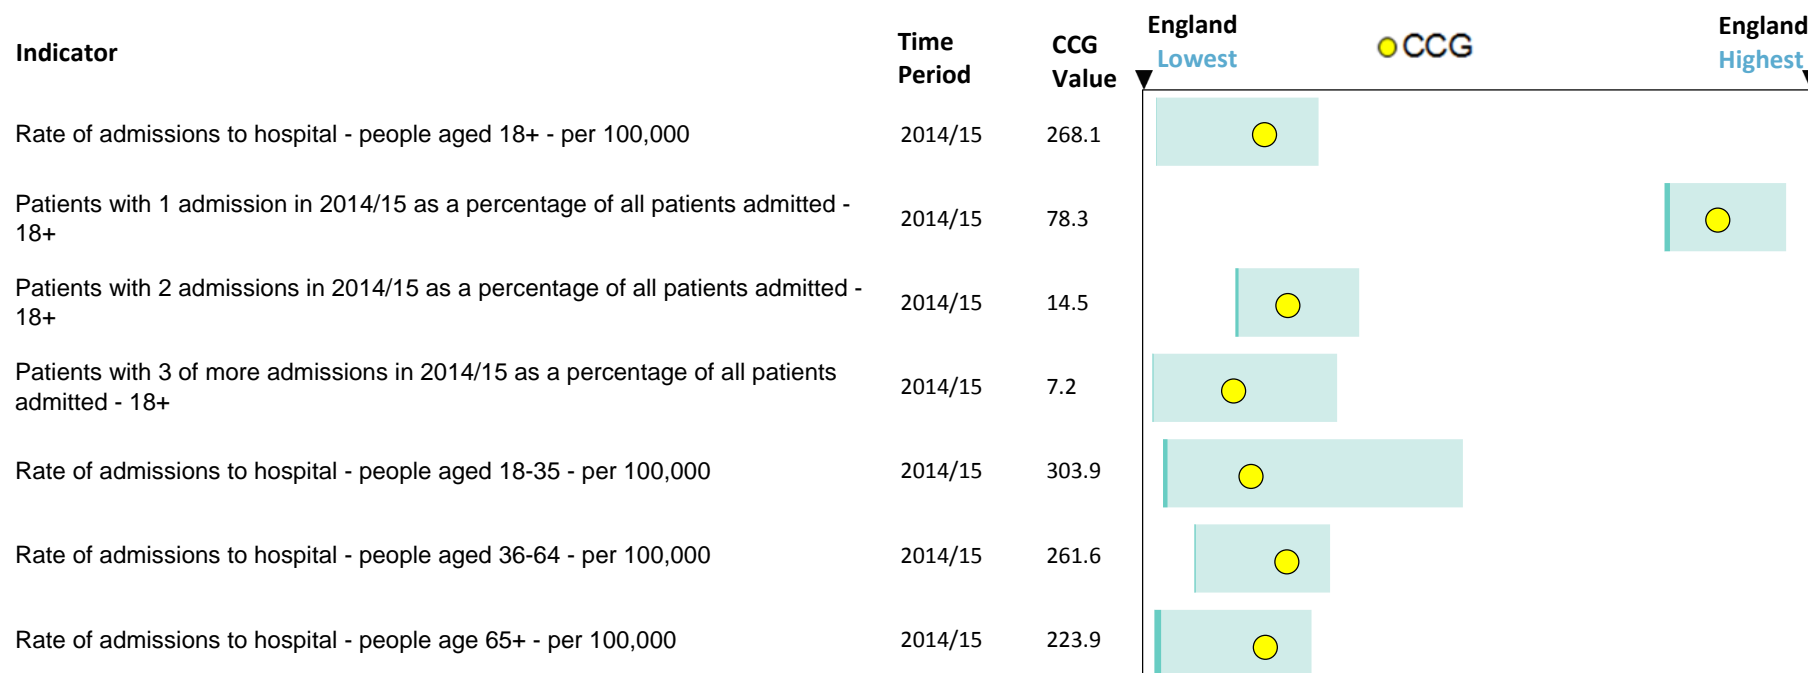 Indicator
Time
Period
CCG
Value
England
Lowest
CCG
England
Highest
Rate of admissions to hospital - people aged 18+ - per 100,000
2014/15
268.1
Patients with 1 admission in 2014/15 as a percentage of all patients admitted -
18+
2014/15
78.3
Patients with 2 admissions in 2014/15 as a percentage of all patients admitted -
18+
2014/15
14.5
Patients with 3 of more admissions in 2014/15 as a percentage of all patients
admitted - 18+
2014/15
7.2
Rate of admissions to hospital - people aged 18-35 - per 100,000
2014/15
303.9
Rate of admissions to hospital - people aged 36-64 - per 100,000
2014/15
261.6
Rate of admissions to hospital - people age 65+ - per 100,000
2014/15
223.9